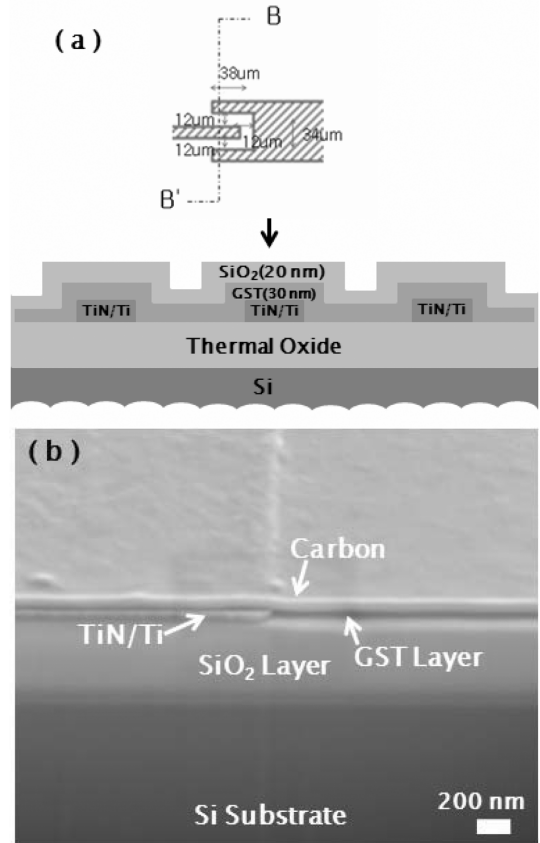 ( a )
B
38um
12um
12um 34um
12um
B'
SiO₂(20 nm)
GST(30 nm)
TiN/Ti TiN/Ti TiN/Ti
Thermal Oxide
Si
( b )
Carbon
TiN/Ti
GST Layer
SiO₂ Layer
200 nm
Si Substrate